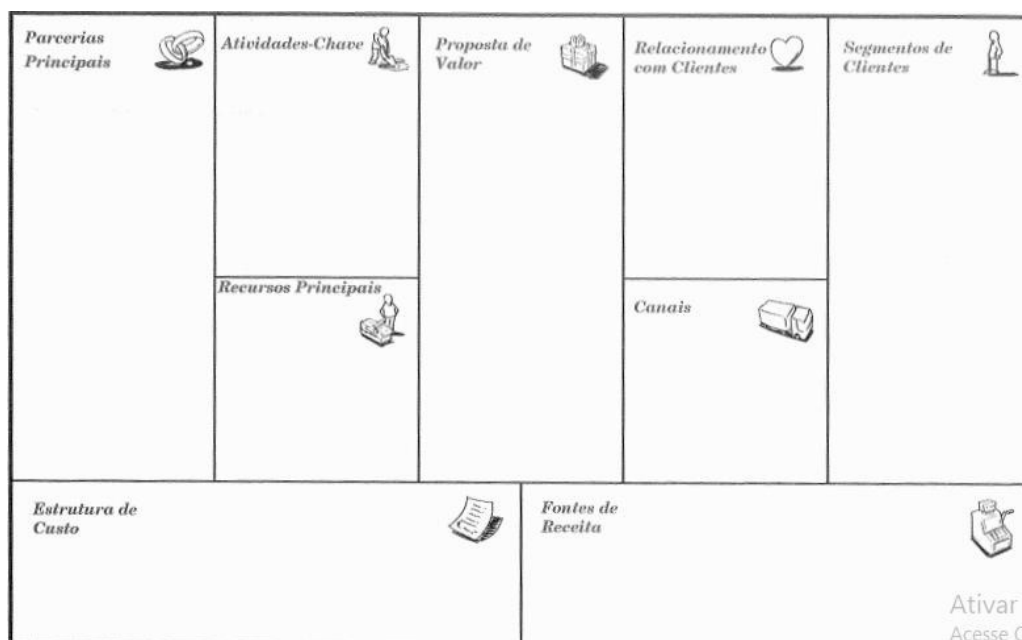 Parcerias
Principais
Atividades-Chave
Recursos Principais
Proposta de
Valor
Relacionamento
com Clientes
Canais
Segmentos de
Clientes
Estrutura de
Custo
Fontes de
Receita
Ativar
Acesse